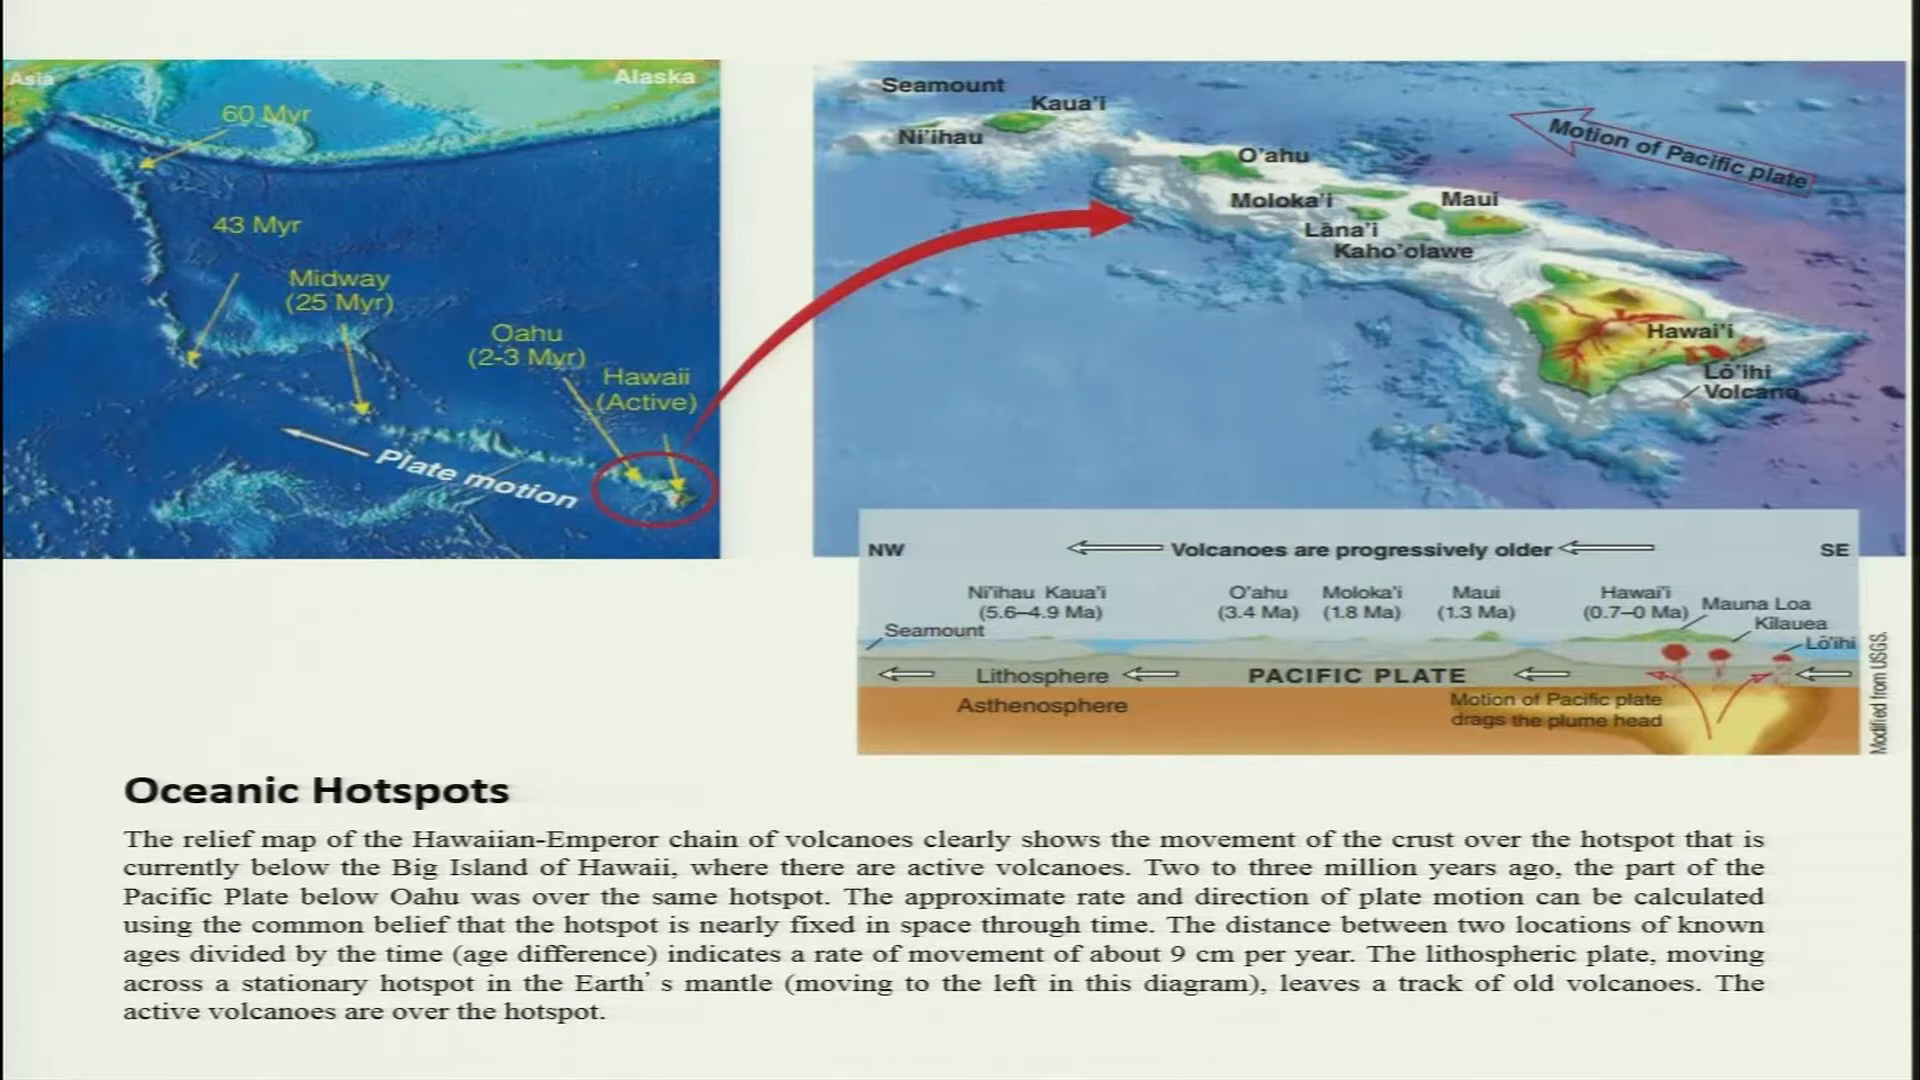 Asia
Alaska
60 Myr
43 Myr
Midway
(25 Myr)
Oahu
(2-3 Myr)
Hawaii
(Active)
Plate motion
Seamount
Kaua'i
Ni'ihau
O'ahu
Moloka'i
Maui
Lāna'i
Kaho'olawe
Motion of Pacific plate
Hawai'i
Lō'ihi
Volcano
NW
Volcanoes are progressively older
SE
Ni'ihau Kaua'i
(5.6–4.9 Ma)
O'ahu
(3.4 Ma)
Moloka'i
(1.8 Ma)
Maui
(1.3 Ma)
Hawai'i
(0.7–0 Ma)
Mauna Loa
Kīlauea
Lō'ihi
Seamount
Lithosphere
PACIFIC PLATE
Asthenosphere
Motion of Pacific plate
drags the plume head
Modified from USGS.
Oceanic Hotspots
The relief map of the Hawaiian-Emperor chain of volcanoes clearly shows the movement of the crust over the hotspot that is
currently below the Big Island of Hawaii, where there are active volcanoes. Two to three million years ago, the part of the
Pacific Plate below Oahu was over the same hotspot. The approximate rate and direction of plate motion can be calculated
using the common belief that the hotspot is nearly fixed in space through time. The distance between two locations of known
ages divided by the time (age difference) indicates a rate of movement of about 9 cm per year. The lithospheric plate, moving
across a stationary hotspot in the Earth's mantle (moving to the left in this diagram), leaves a track of old volcanoes. The
active volcanoes are over the hotspot.